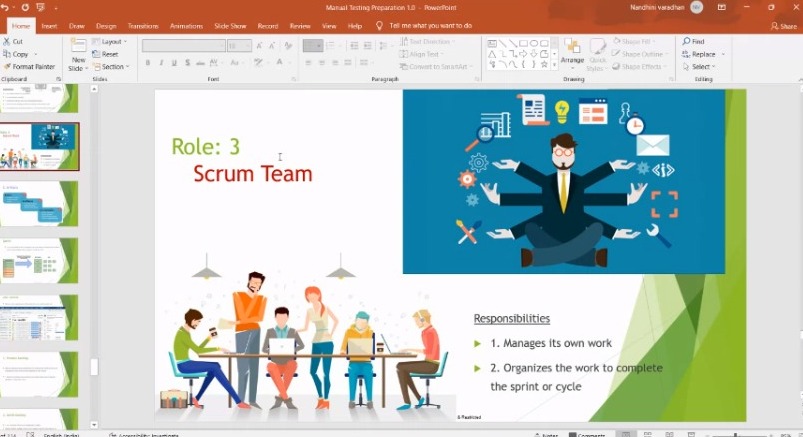 Manual Testing Preparation 1.0 - PowerPoint
Nandhini varadhan
Home Insert Draw Design Transitions Animations Slide Show Record Review View Help Tell me what you want to do
Share
Cut
Copy
Format Painter
Clipboard
New
Slide
Layout
Reset
Section
Slides
Font
Text Direction
Align Text
Convert to SmartArt
Paragraph
Arrange
Quick
Styles
Shape Fill
Shape Outline
Shape Effects
Drawing
Find
Replace
Select
Editing
Role: 3
Scrum Team
Responsibilities
1. Manages its own work
2. Organizes the work to complete
the sprint or cycle
English (India)
Accessibility: Investigate
Notes
Comments